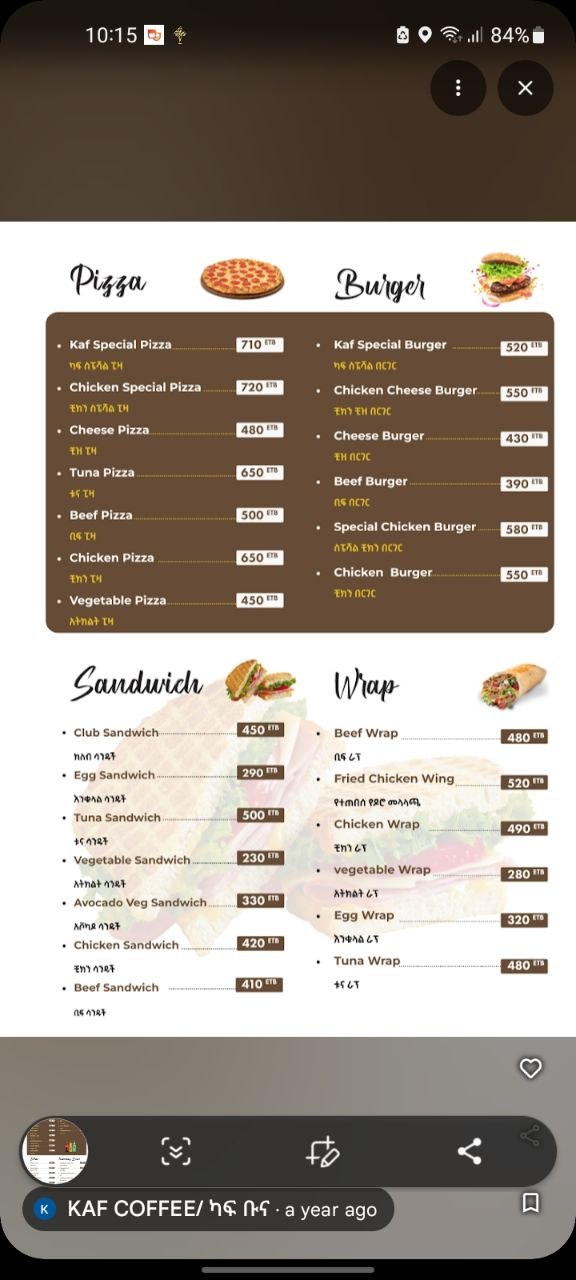 10:15
84%
Pizza
Kaf Special Pizza 710 ETB
ካፍ ስፔሻል ፒዛ
Chicken Special Pizza 720 ETB
ቺክን ስፔሻል ፒዛ
Cheese Pizza 480 ETB
ቺዝ ፒዛ
Tuna Pizza 650 ETB
ቱና ፒዛ
Beef Pizza 500 ETB
ቢፍ ፒዛ
Chicken Pizza 650 ETB
ቺክን ፒዛ
Vegetable Pizza 450 ETB
አትክልት ፒዛ
Burger
Kaf Special Burger 520 ETB
ካፍ ስፔሻል በርገር
Chicken Cheese Burger 550 ETB
ቺክን ቺዝ በርገር
Cheese Burger 430 ETB
ቺዝ በርገር
Beef Burger 390 ETB
ቢፍ በርገር
Special Chicken Burger 580 ETB
ስፔሻል ቺክን በርገር
Chicken Burger 550 ETB
ቺክን በርገር
Sandwich
Club Sandwich 450 ETB
ክለብ ሳንዱች
Egg Sandwich 290 ETB
እንቁላል ሳንዱች
Tuna Sandwich 500 ETB
ቱና ሳንዱች
Vegetable Sandwich 230 ETB
አትክልት ሳንዱች
Avocado Veg Sandwich 330 ETB
አቮካዶ ሳንዱች
Chicken Sandwich 420 ETB
ቺክን ሳንዱች
Beef Sandwich 410 ETB
ቢፍ ሳንዱች
Wrap
Beef Wrap 480 ETB
ቢፍ ራፕ
Fried Chicken Wing 520 ETB
የተጠበሰ የዶሮ መላላጫ
Chicken Wrap 490 ETB
ቺክን ራፕ
vegetable Wrap 280 ETB
አትክልት ራፕ
Egg Wrap 320 ETB
እንቁላል ራፕ
Tuna Wrap 480 ETB
ቱና ራፕ
K KAF COFFEE/ ካፍ ቡና · a year ago